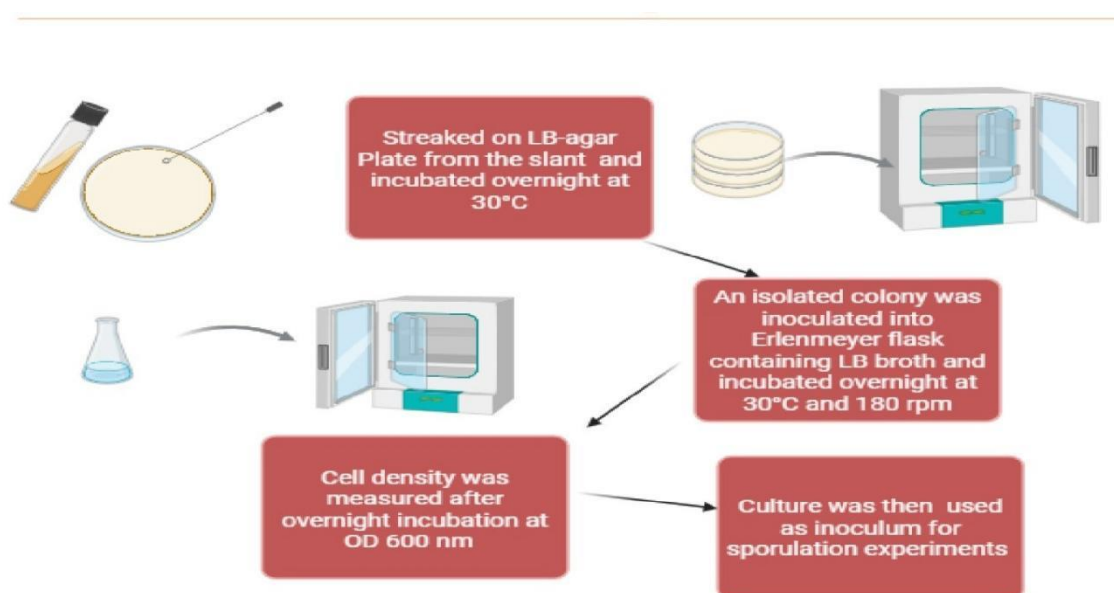 Streaked on LB-agar
Plate from the slant and
incubated overnight at
30°C
An isolated colony was
inoculated into
Erlenmeyer flask
containing LB broth and
incubated overnight at
30°C and 180 rpm
Cell density was
measured after
overnight incubation at
OD 600 nm
Culture was then used
as inoculum for
sporulation experiments